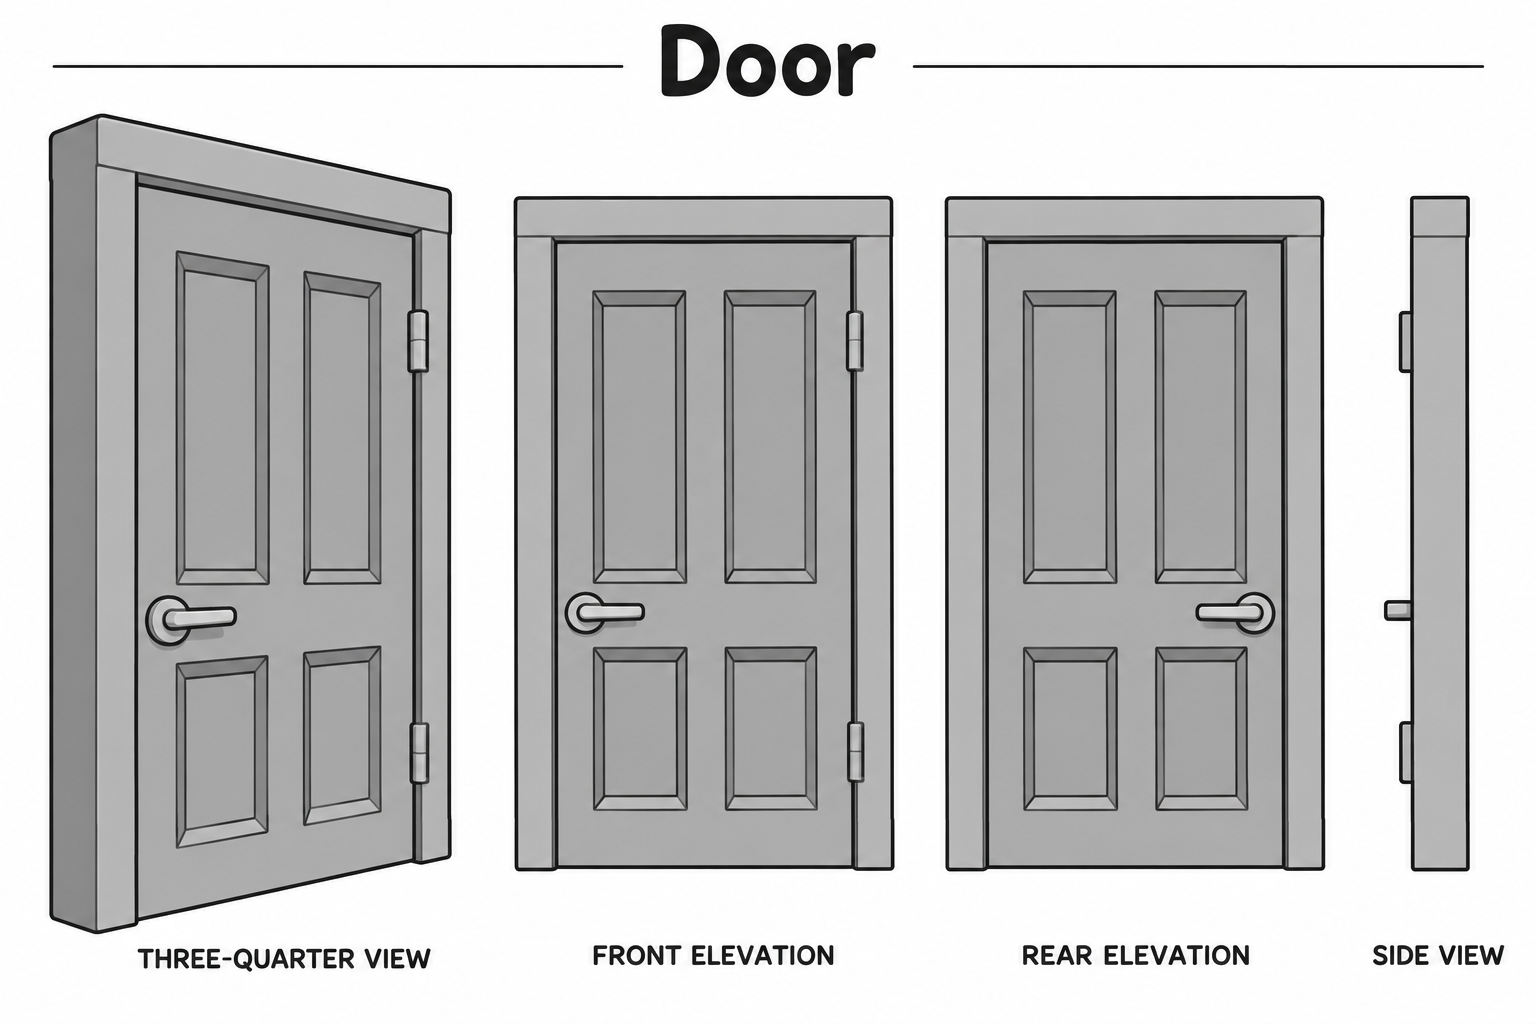 Door
THREE-QUARTER VIEW
FRONT ELEVATION
REAR ELEVATION
SIDE VIEW